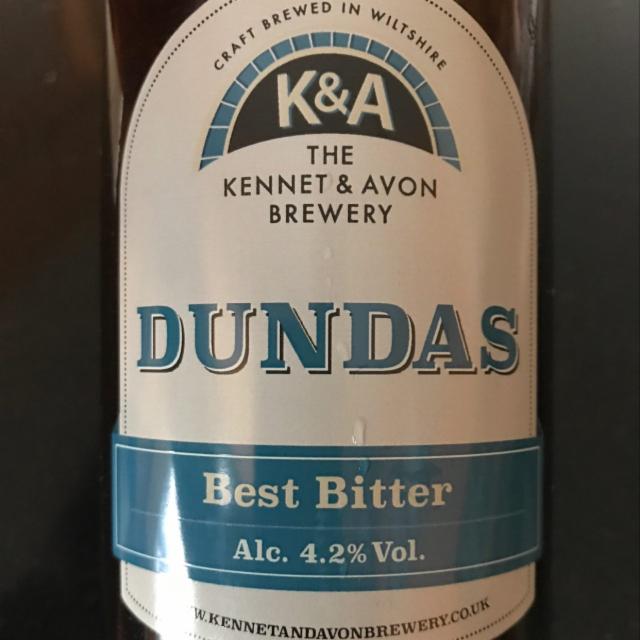 CRAFT BREWED IN WILTSHIRE
K&A
THE
KENNET & AVON
BREWERY
DUNDAS
Best Bitter
Alc. 4.2% Vol.
W.KENNETANDAVONBREWERY.CO.UK